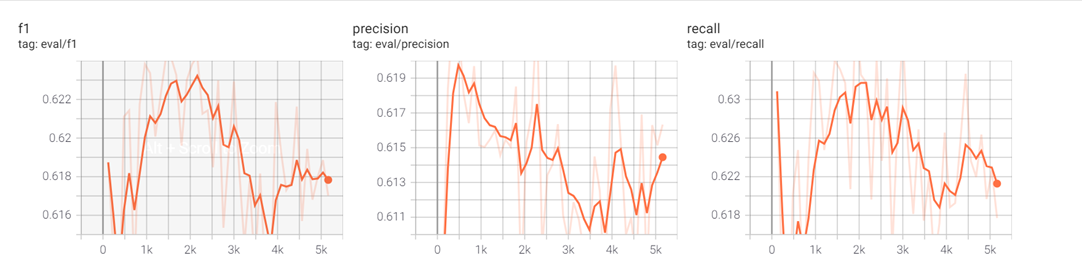 f1
tag: eval/f1
0.622
0.62
0.618
0.616
0 1k 2k 3k 4k 5k
precision
tag: eval/precision
0.619
0.617
0.615
0.613
0.611
0 1k 2k 3k 4k 5k
recall
tag: eval/recall
0.63
0.626
0.622
0.618
0 1k 2k 3k 4k 5k